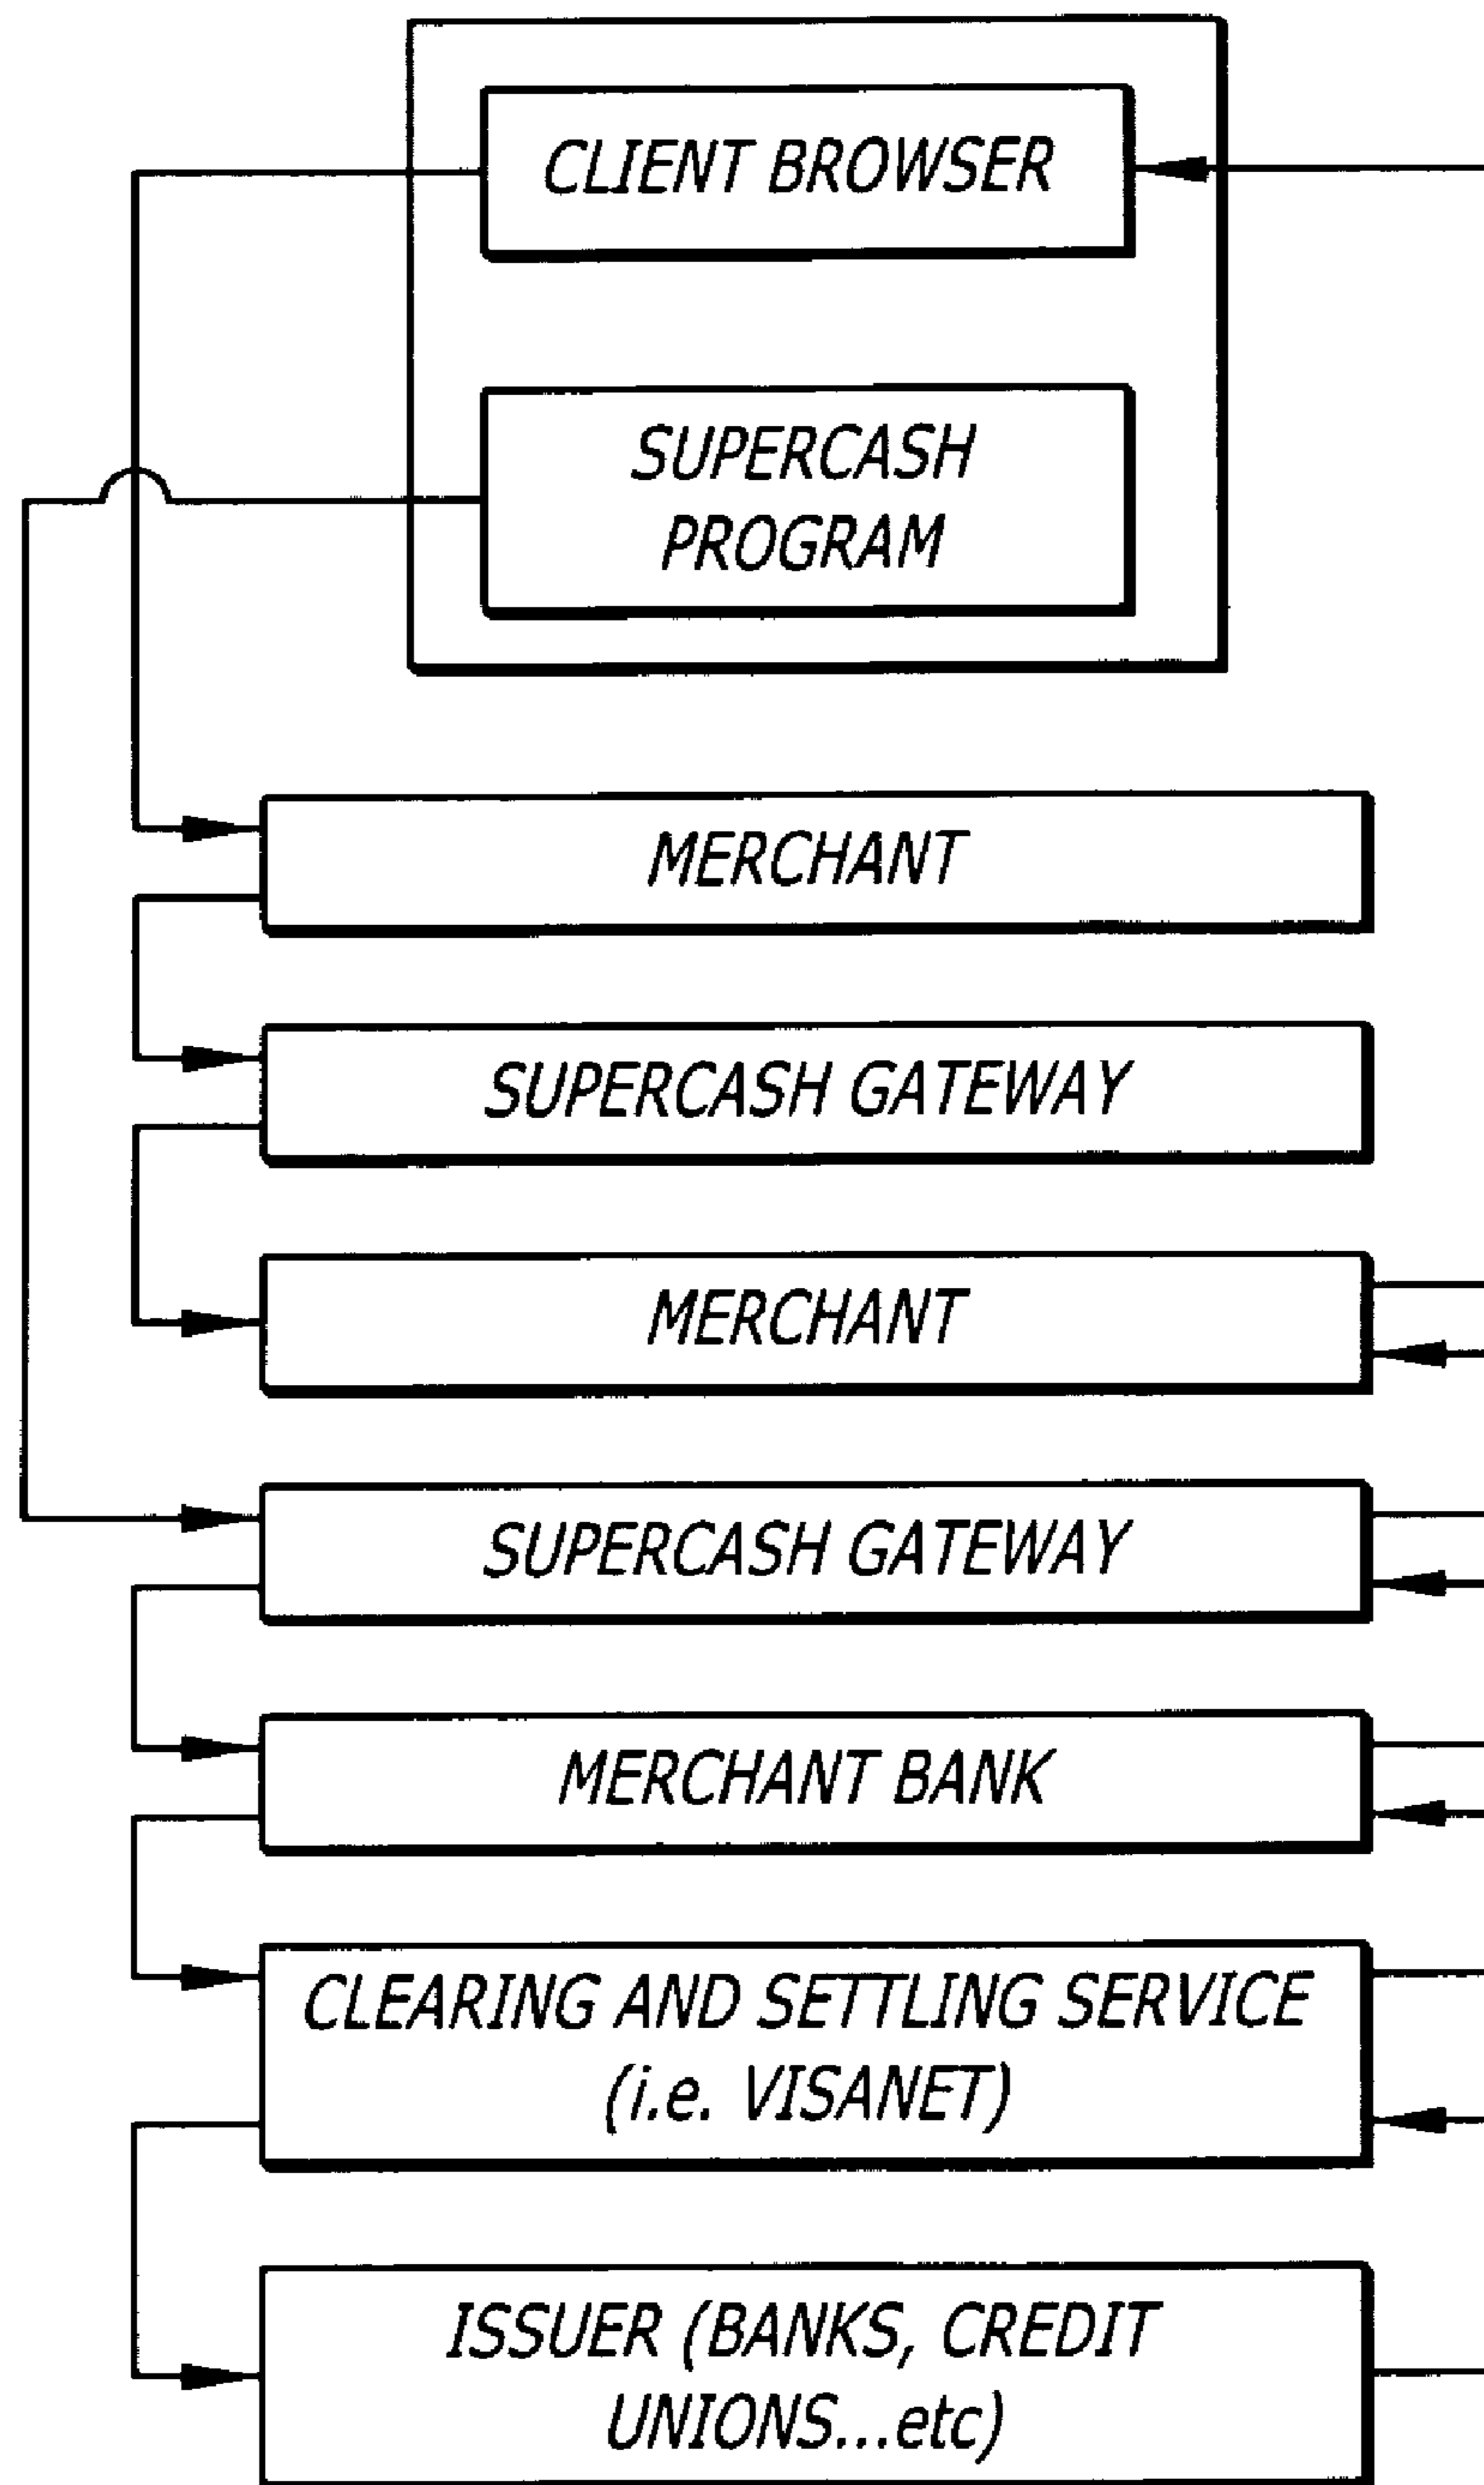 CLIENT BROWSER
SUPERCASH
PROGRAM
MERCHANT
SUPERCASH GATEWAY
MERCHANT
SUPERCASH GATEWAY
MERCHANT BANK
CLEARING AND SETTLING SERVICE
(i.e. VISANET)
ISSUER (BANKS, CREDIT
UNIONS...etc)